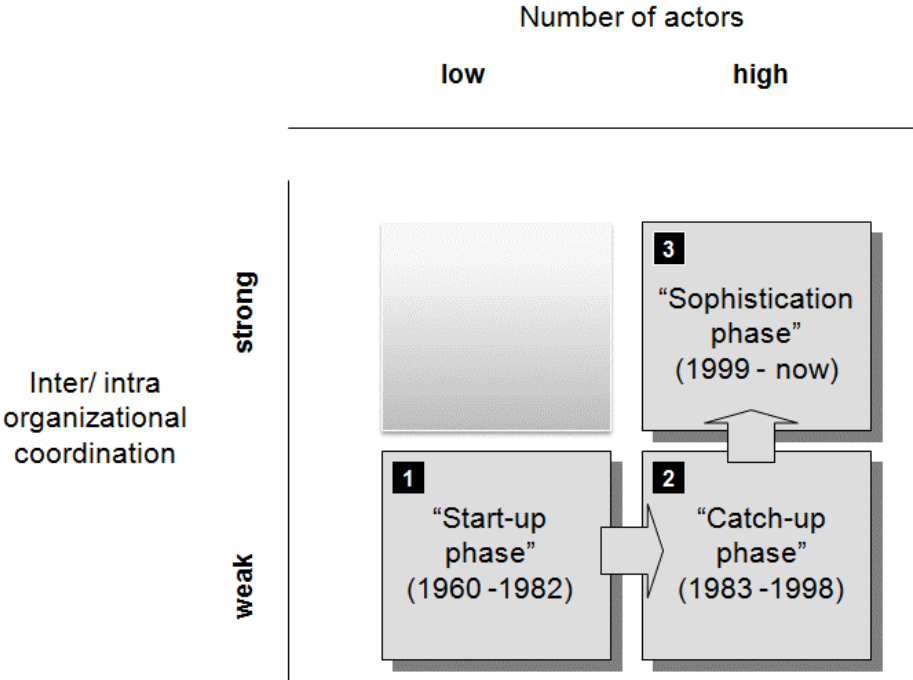 Number of actors
low
high
strong
3
“Sophistication
phase”
(1999 - now)
Inter/ intra
organizational
coordination
weak
1
“Start-up
phase”
(1960 -1982)
2
“Catch-up
phase”
(1983 -1998)